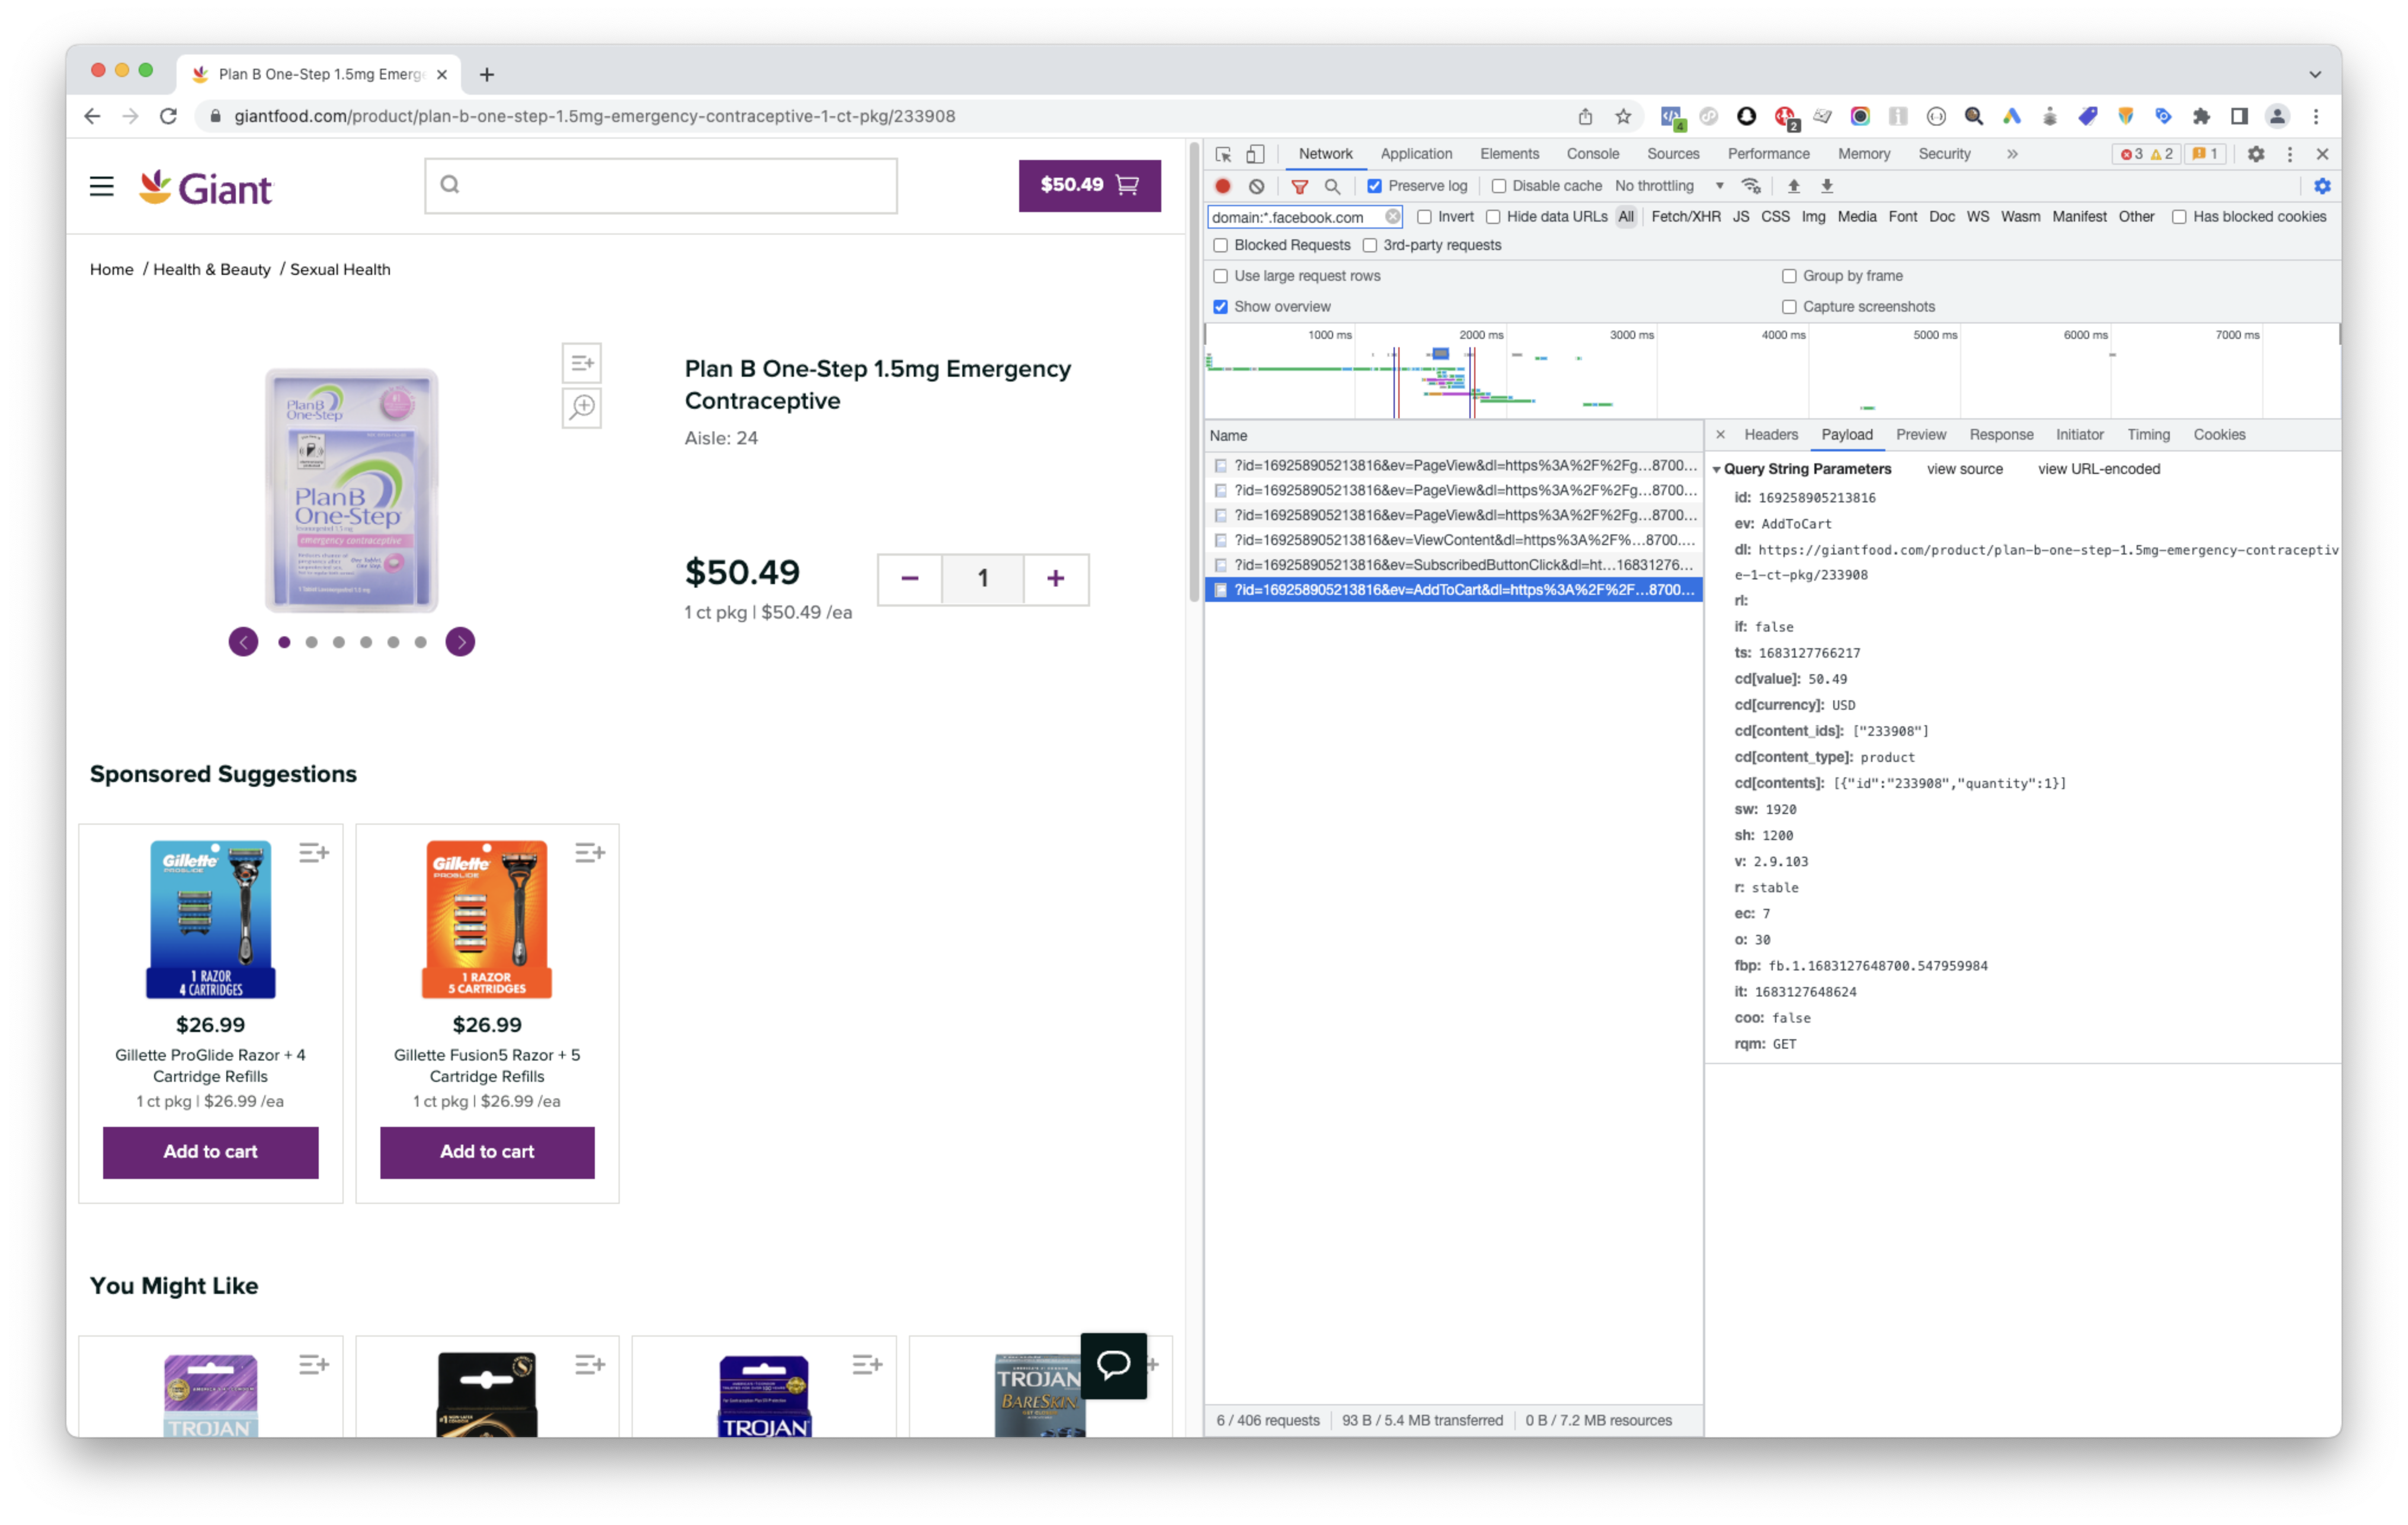 Plan B One-Step 1.5mg Emerge
giantfood.com/product/plan-b-one-step-1.5mg-emergency-contraceptive-1-ct-pkg/233908
4
2
Giant
$50.49
Home / Health & Beauty / Sexual Health
Plan B
One-Step
Plan B
One-Step
emergency contraceptive
Plan B One-Step 1.5mg Emergency
Contraceptive
Aisle: 24
$50.49
1
1 ct pkg | $50.49 /ea
Sponsored Suggestions
Gillette
PROGLIDE
1 RAZOR
4 CARTRIDGES
$26.99
Gillette ProGlide Razor + 4
Cartridge Refills
1 ct pkg | $26.99 /ea
Add to cart
Gillette
PROGLIDE
1 RAZOR
5 CARTRIDGES
$26.99
Gillette Fusion5 Razor + 5
Cartridge Refills
1 ct pkg | $26.99 /ea
Add to cart
You Might Like
TROJAN
TROJAN
TROJAN
BARESKIN
Network Application Elements Console Sources Performance Memory Security 3 2 1
Preserve log Disable cache No throttling
domain:*.facebook.com Invert Hide data URLs All Fetch/XHR JS CSS Img Media Font Doc WS Wasm Manifest Other Has blocked cookies
Blocked Requests 3rd-party requests
Use large request rows Group by frame
Show overview Capture screenshots
1000 ms 2000 ms 3000 ms 4000 ms 5000 ms 6000 ms 7000 ms
Name
?id=169258905213816&ev=PageView&dl=https%3A%2F%2Fg...8700...
?id=169258905213816&ev=PageView&dl=https%3A%2F%2Fg...8700...
?id=169258905213816&ev=PageView&dl=https%3A%2F%2Fg...8700...
?id=169258905213816&ev=ViewContent&dl=https%3A%2F%...8700....
?id=169258905213816&ev=SubscribedButtonClick&dl=ht...16831276...
?id=169258905213816&ev=AddToCart&dl=https%3A%2F%2F...8700...
6 / 406 requests 93 B / 5.4 MB transferred 0 B / 7.2 MB resources
Headers Payload Preview Response Initiator Timing Cookies
Query String Parameters view source view URL-encoded
id: 169258905213816
ev: AddToCart
dl: https://giantfood.com/product/plan-b-one-step-1.5mg-emergency-contraceptiv
e-1-ct-pkg/233908
rl:
if: false
ts: 1683127766217
cd[value]: 50.49
cd[currency]: USD
cd[content_ids]: ["233908"]
cd[content_type]: product
cd[contents]: [{"id":"233908","quantity":1}]
sw: 1920
sh: 1200
v: 2.9.103
r: stable
ec: 7
o: 30
fbp: fb.1.1683127648700.547959984
it: 1683127648624
coo: false
rqm: GET